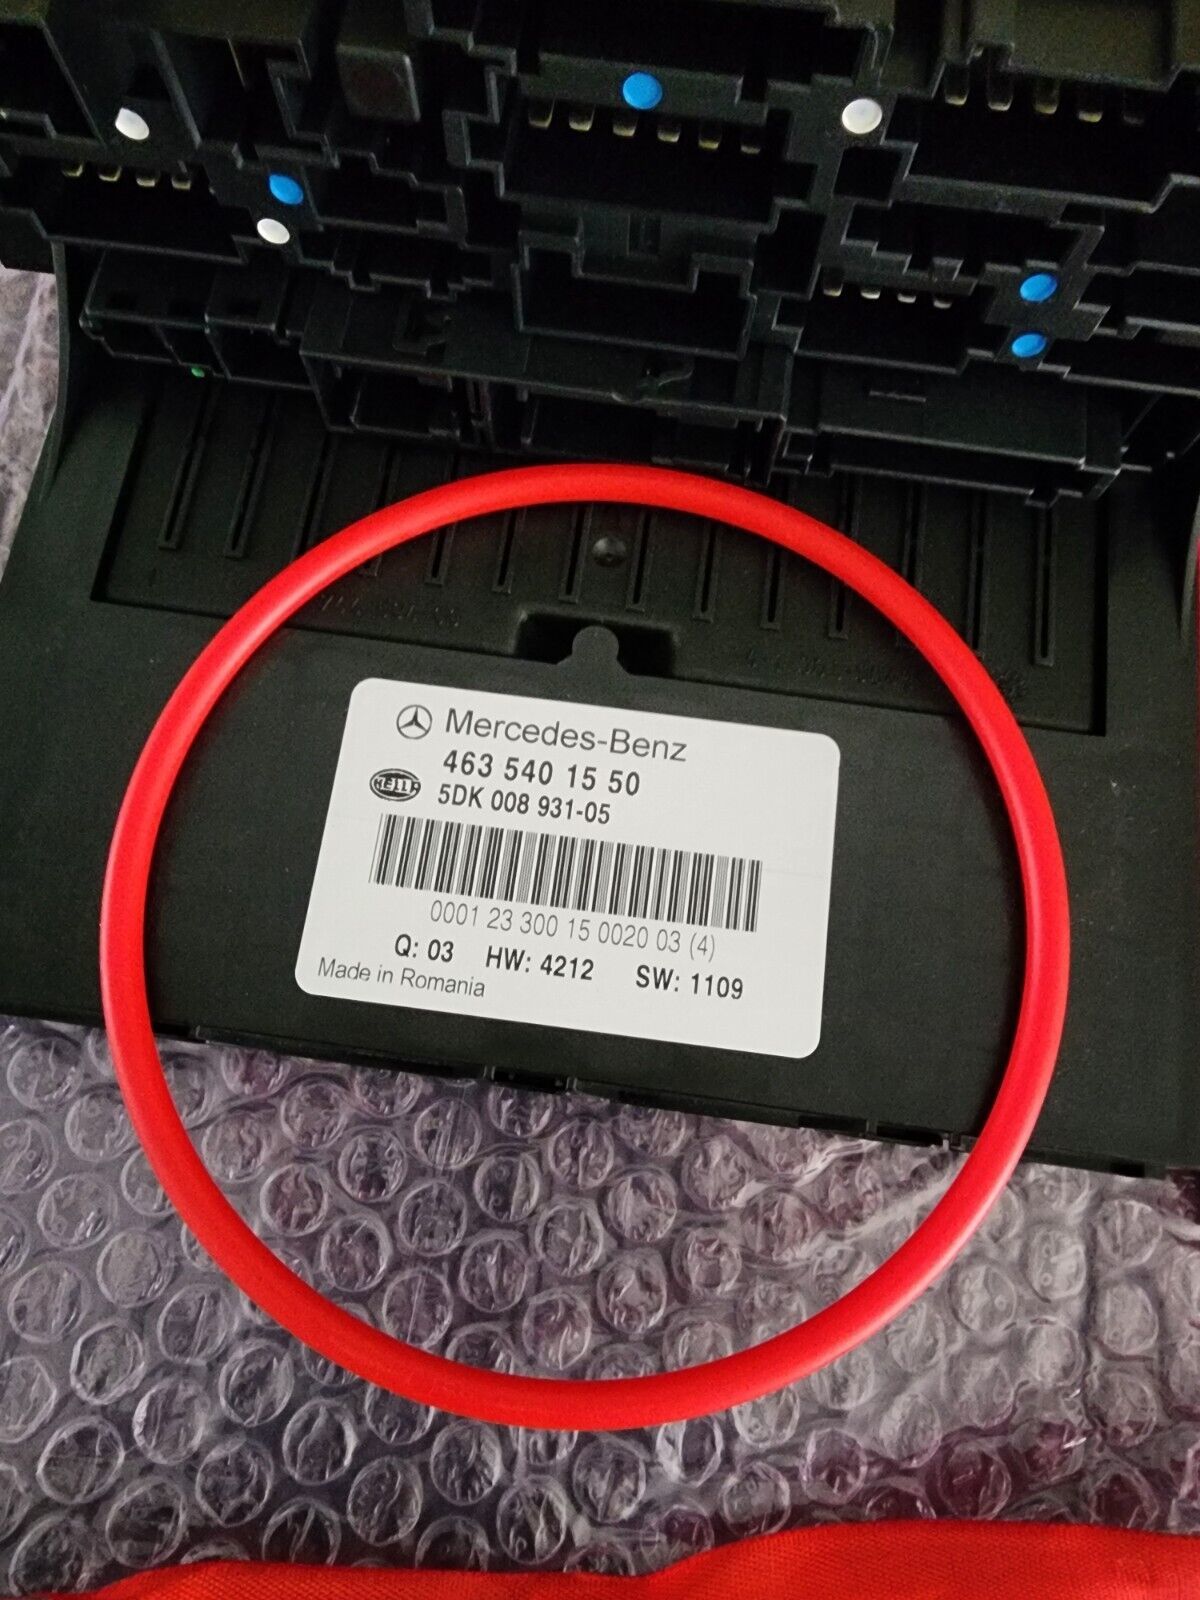 Mercedes-Benz
463 540 15 50
HELLA
5DK 008 931-05
0001 23 300 15 0020 03 (4)
Q: 03 HW: 4212 SW: 1109
Made in Romania